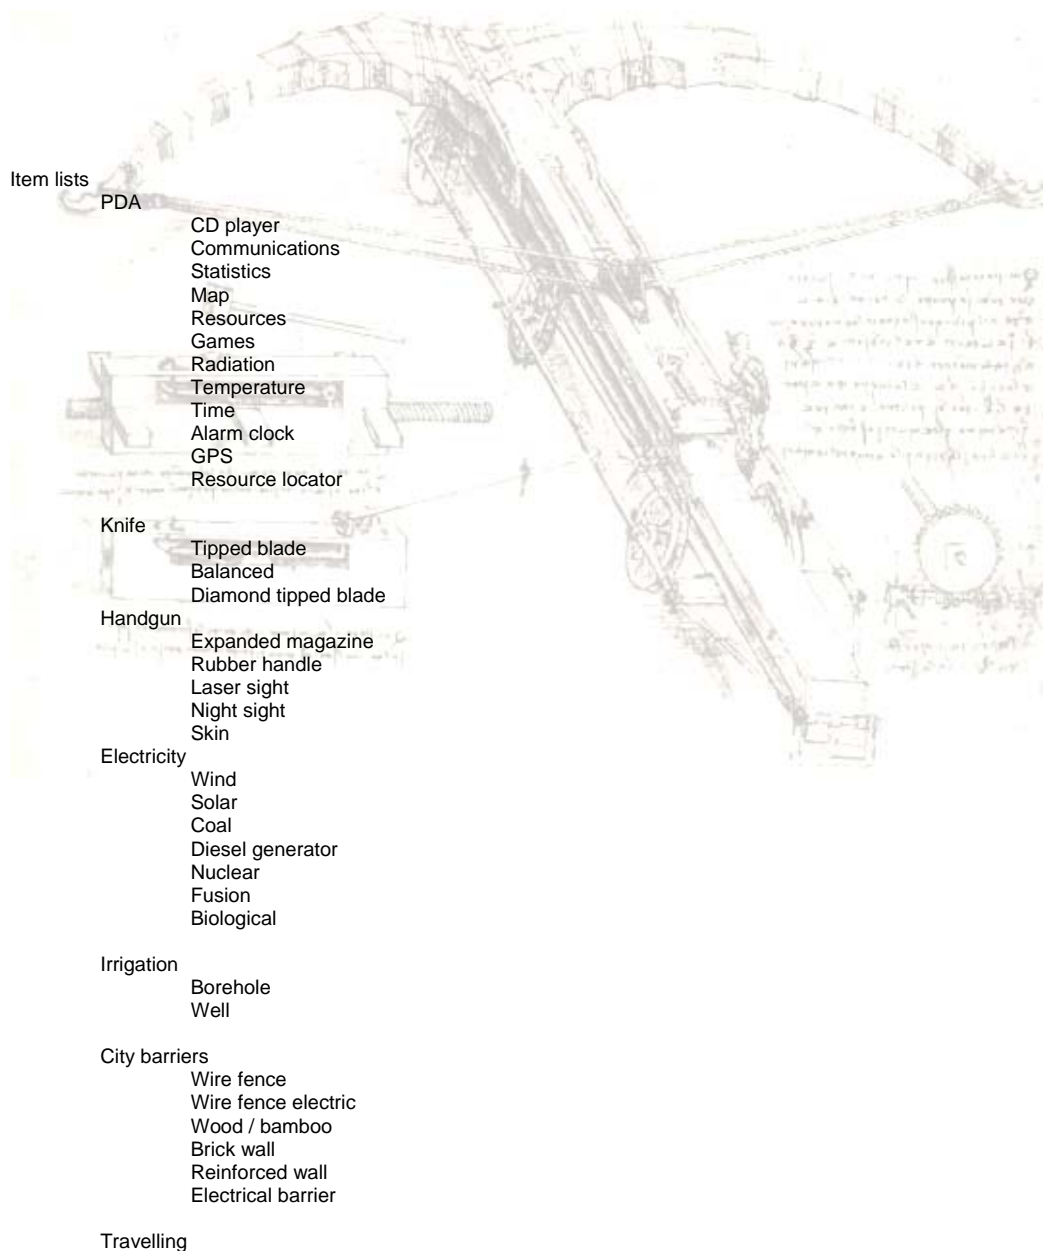 Item lists
PDA
CD player
Communications
Statistics
Map
Resources
Games
Radiation
Temperature
Time
Alarm clock
GPS
Resource locator
Knife
Tipped blade
Balanced
Diamond tipped blade
Handgun
Expanded magazine
Rubber handle
Laser sight
Night sight
Skin
Electricity
Wind
Solar
Coal
Diesel generator
Nuclear
Fusion
Biological
Irrigation
Borehole
Well
City barriers
Wire fence
Wire fence electric
Wood / bamboo
Brick wall
Reinforced wall
Electrical barrier
Travelling